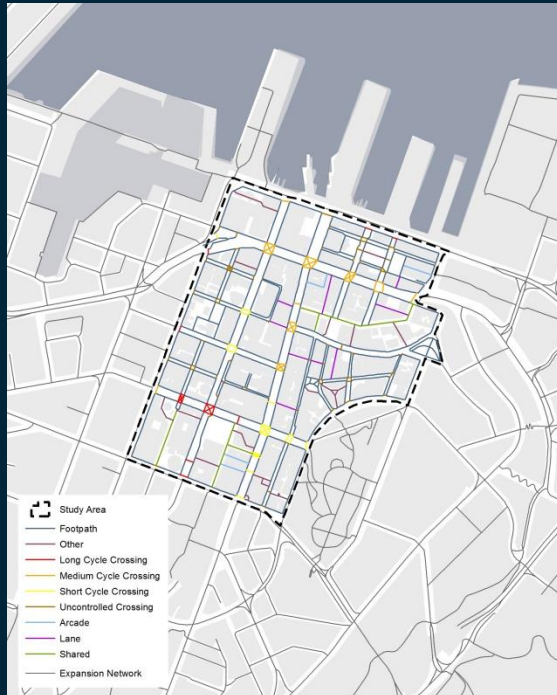 Study Area
Footpath
Other
Long Cycle Crossing
Medium Cycle Crossing
Short Cycle Crossing
Uncontrolled Crossing
Arcade
Lane
Shared
Expansion Network